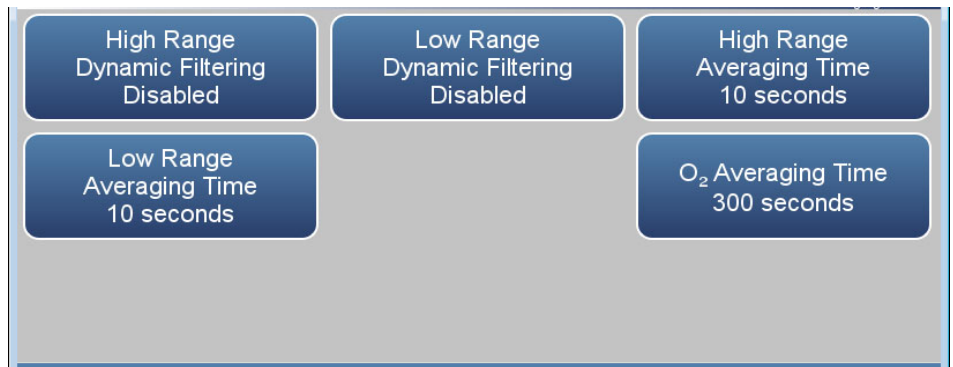 High Range
Dynamic Filtering
Disabled
Low Range
Dynamic Filtering
Disabled
High Range
Averaging Time
10 seconds
Low Range
Averaging Time
10 seconds
O₂ Averaging Time
300 seconds